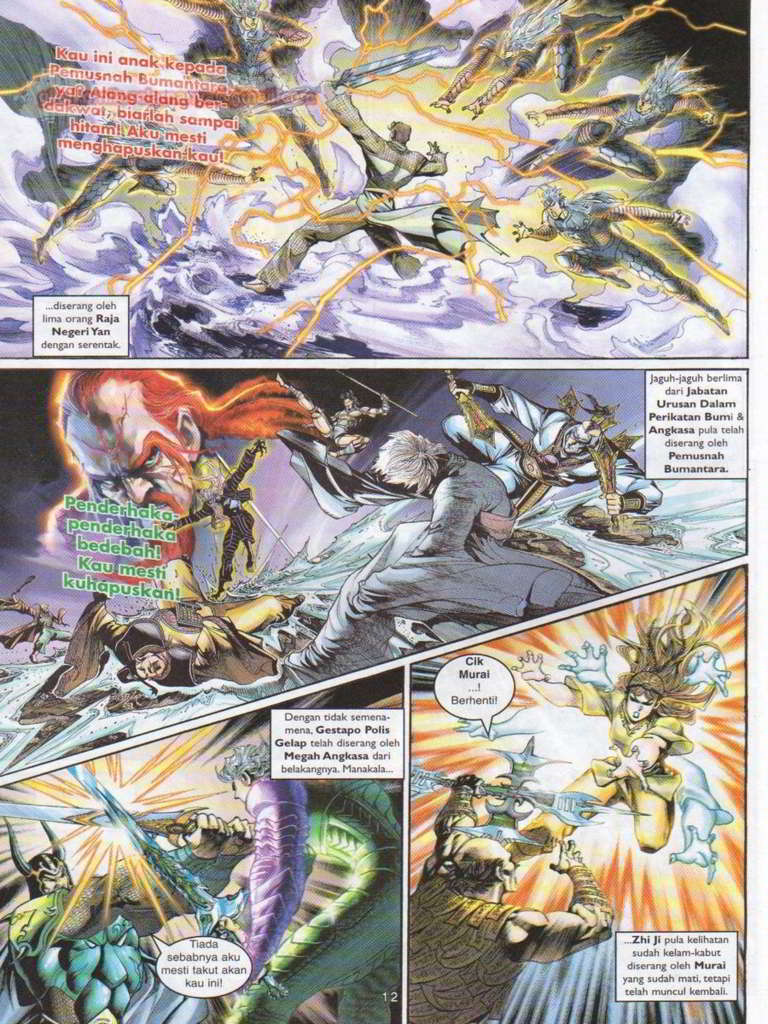 Kau ini anak kepada
Pemusnah Bumantara,
ya? Alang-alang ber-
dakwat, biarlah sampai
hitam! Aku mesti
menghapuskan kau!
...diserang oleh
lima orang Raja
Negeri Yan
dengan serentak.
Jaguh-jaguh berlima
dari Jabatan
Urusan Dalam
Perikatan Bumi &
Angkasa pula telah
diserang oleh
Pemusnah
Bumantara.
Penderhaka-
penderhaka
bedebah!
Kau mesti
kuhapuskan!
Dengan tidak semena-
mena, Gestapo Polis
Gelap telah diserang oleh
Megah Angkasa dari
belakangnya. Manakala...
Tiada
sebabnya aku
mesti takut akan
kau ini!
Cik
Murai
...!
Berhenti!
...Zhi Ji pula kelihatan
sudah kelam-kabut
diserang oleh Murai
yang sudah mati, tetapi
telah muncul kembali.
12